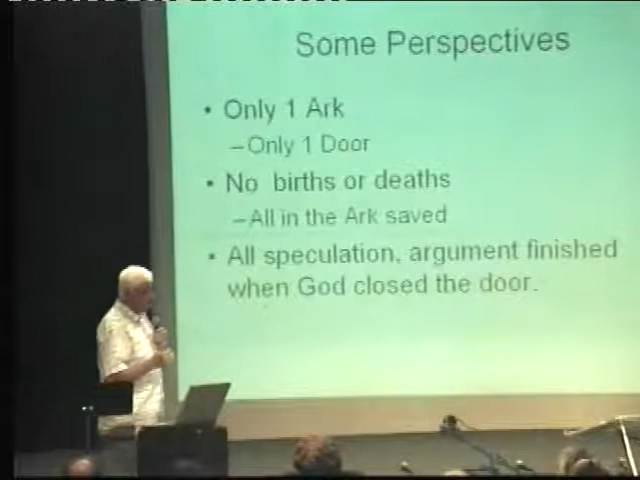 Some Perspectives
• Only 1 Ark
–Only 1 Door
• No births or deaths
–All in the Ark saved
• All speculation, argument finished
when God closed the door.